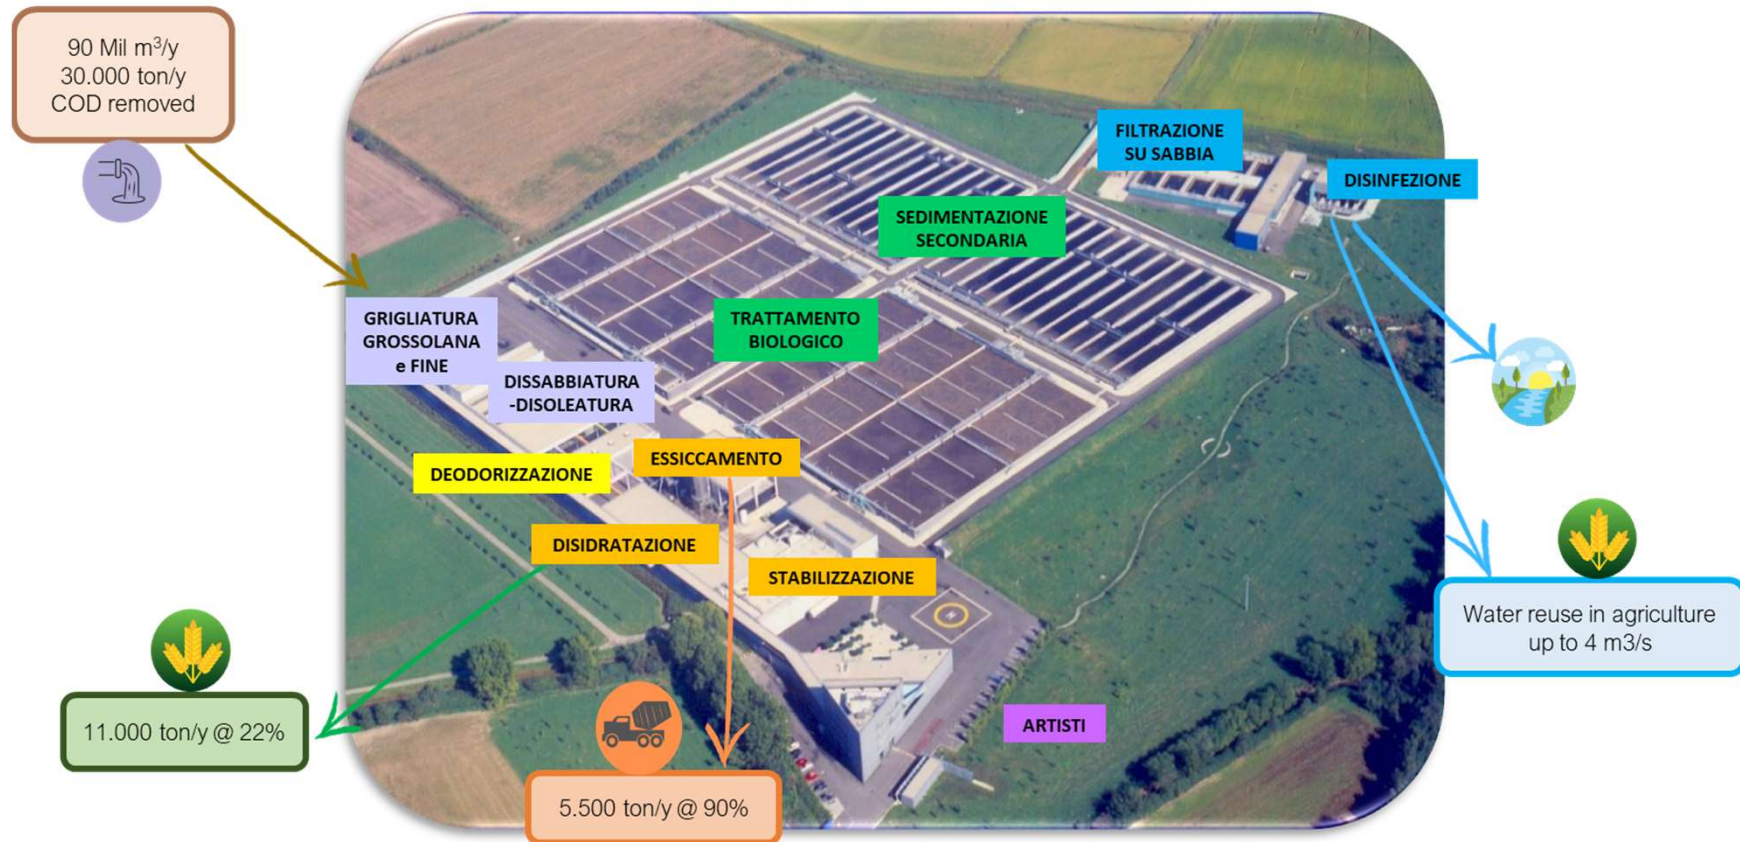 90 Mil m³/y
30.000 ton/y
COD removed
FILTRAZIONE
SU SABBIA
DISINFEZIONE
SEDIMENTAZIONE
SECONDARIA
GRIGLIATURA
GROSSOLANA
e FINE
TRATTAMENTO
BIOLOGICO
DISSABBIATURA
-DISOLEATURA
DEODORIZZAZIONE
ESSICCAMENTO
DISIDRATAZIONE
STABILIZZAZIONE
H
Water reuse in agriculture
up to 4 m3/s
11.000 ton/y @ 22%
ARTISTI
5.500 ton/y @ 90%